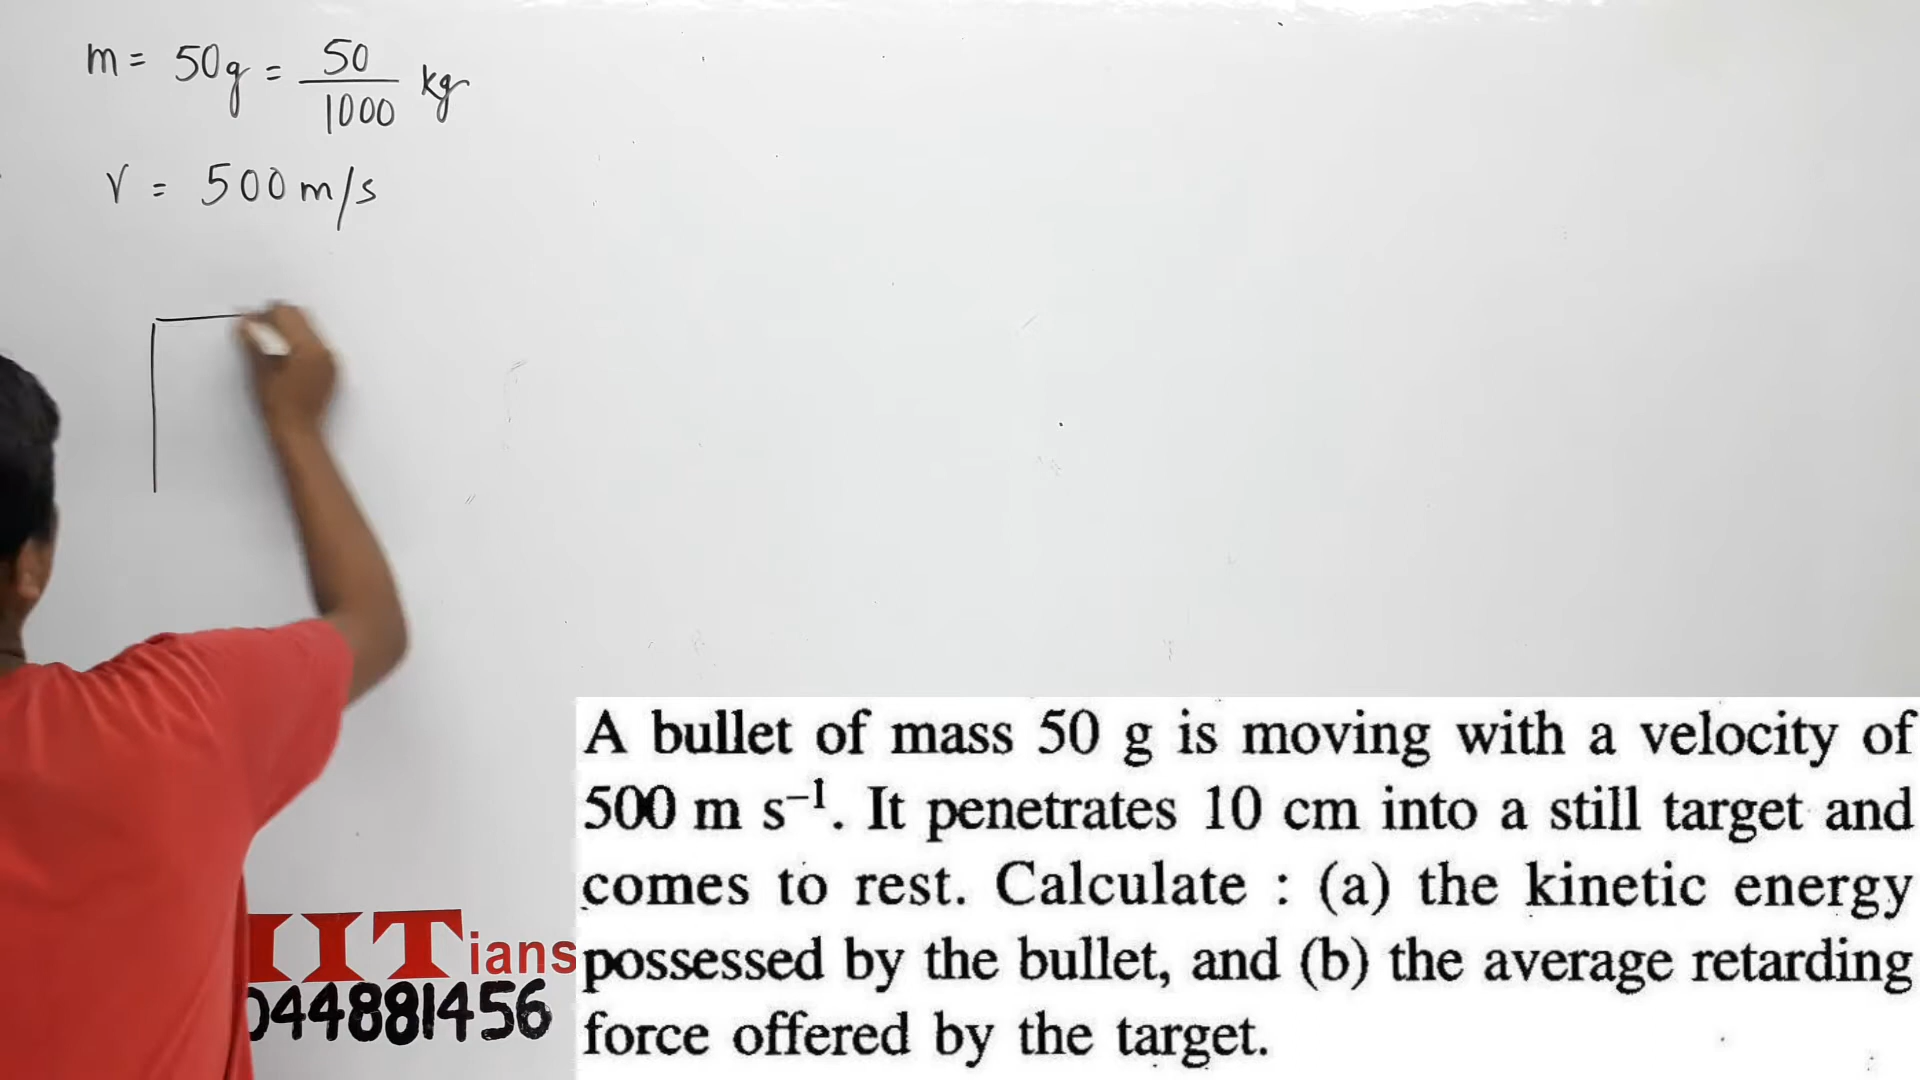 m = 50g = 50/1000 kg
v = 500 m/s
A bullet of mass 50 g is moving with a velocity of
500 m s⁻¹. It penetrates 10 cm into a still target and
comes to rest. Calculate : (a) the kinetic energy
possessed by the bullet, and (b) the average retarding
force offered by the target.
IITians
044881456